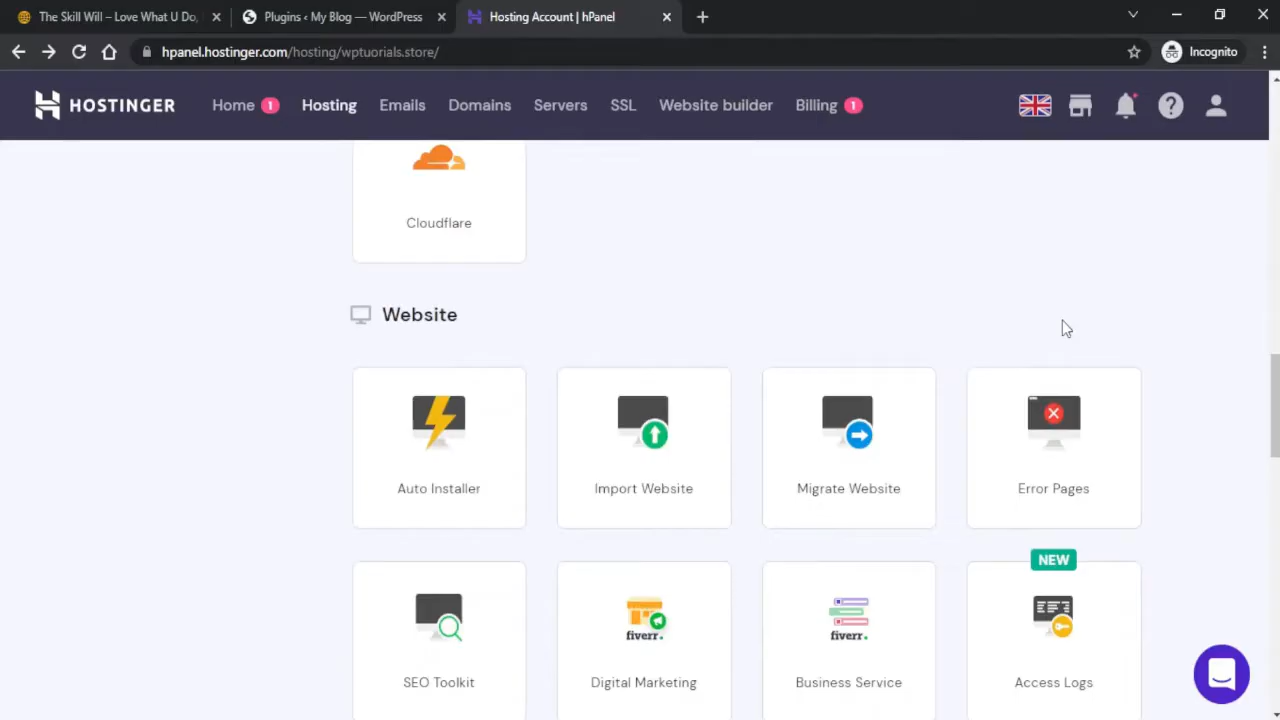 The Skill Will – Love What U Do,
Plugins ‹ My Blog — WordPress
Hosting Account | hPanel
hpanel.hostinger.com/hosting/wptuorials.store/
Incognito
HOSTINGER
Home 1
Hosting
Emails
Domains
Servers
SSL
Website builder
Billing 1
Cloudflare
Website
Auto Installer
Import Website
Migrate Website
Error Pages
NEW
fiverr.
fiverr.
SEO Toolkit
Digital Marketing
Business Service
Access Logs